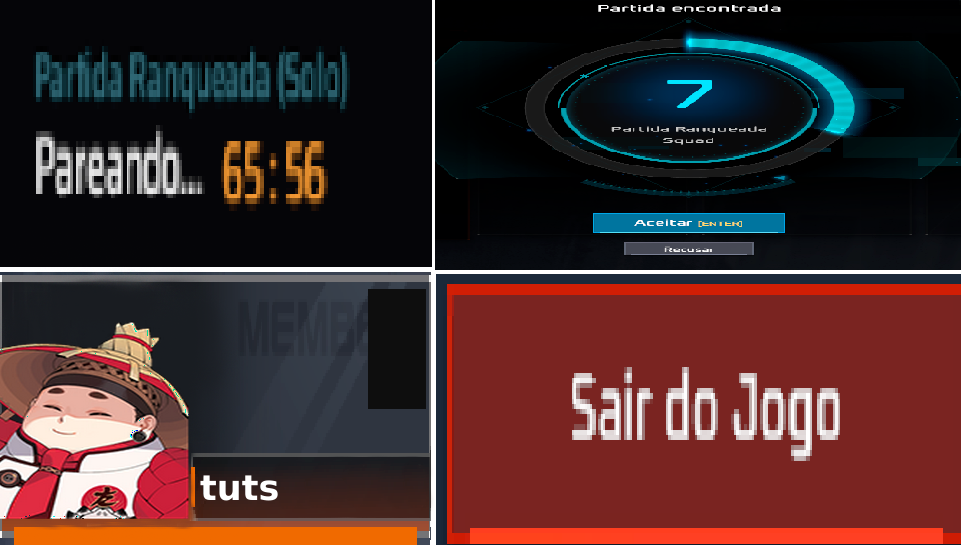 Partida Ranqueada (Solo)
Pareando... 65:56
Partida encontrada
7
Partida Ranqueada
Squad
Aceitar [ENTER]
Recusar
MEMB
tuts
Sair do Jogo